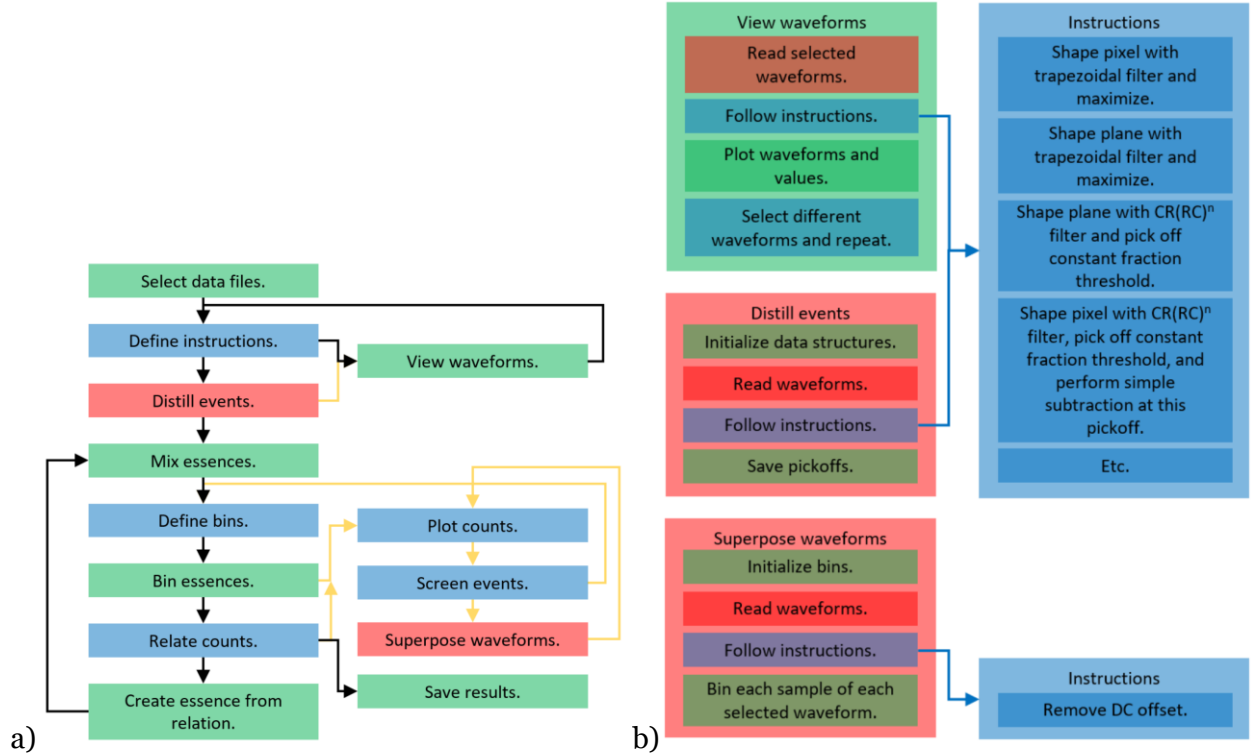 Select data files.
Define instructions.
View waveforms.
Distill events.
Mix essences.
Define bins.
Plot counts.
Bin essences.
Screen events.
Relate counts.
Superpose waveforms.
Create essence from
relation.
Save results.
a)
View waveforms
Read selected
waveforms.
Follow instructions.
Plot waveforms and
values.
Select different
waveforms and repeat.
Distill events
Initialize data structures.
Read waveforms.
Follow instructions.
Save pickoffs.
Superpose waveforms
Initialize bins.
Read waveforms.
Follow instructions.
Bin each sample of each
selected waveform.
b)
Instructions
Shape pixel with
trapezoidal filter and
maximize.
Shape plane with
trapezoidal filter and
maximize.
Shape plane with CR(RC)ⁿ
filter and pick off
constant fraction
threshold.
Shape pixel with CR(RC)ⁿ
filter, pick off constant
fraction threshold, and
perform simple
subtraction at this
pickoff.
Etc.
Instructions
Remove DC offset.